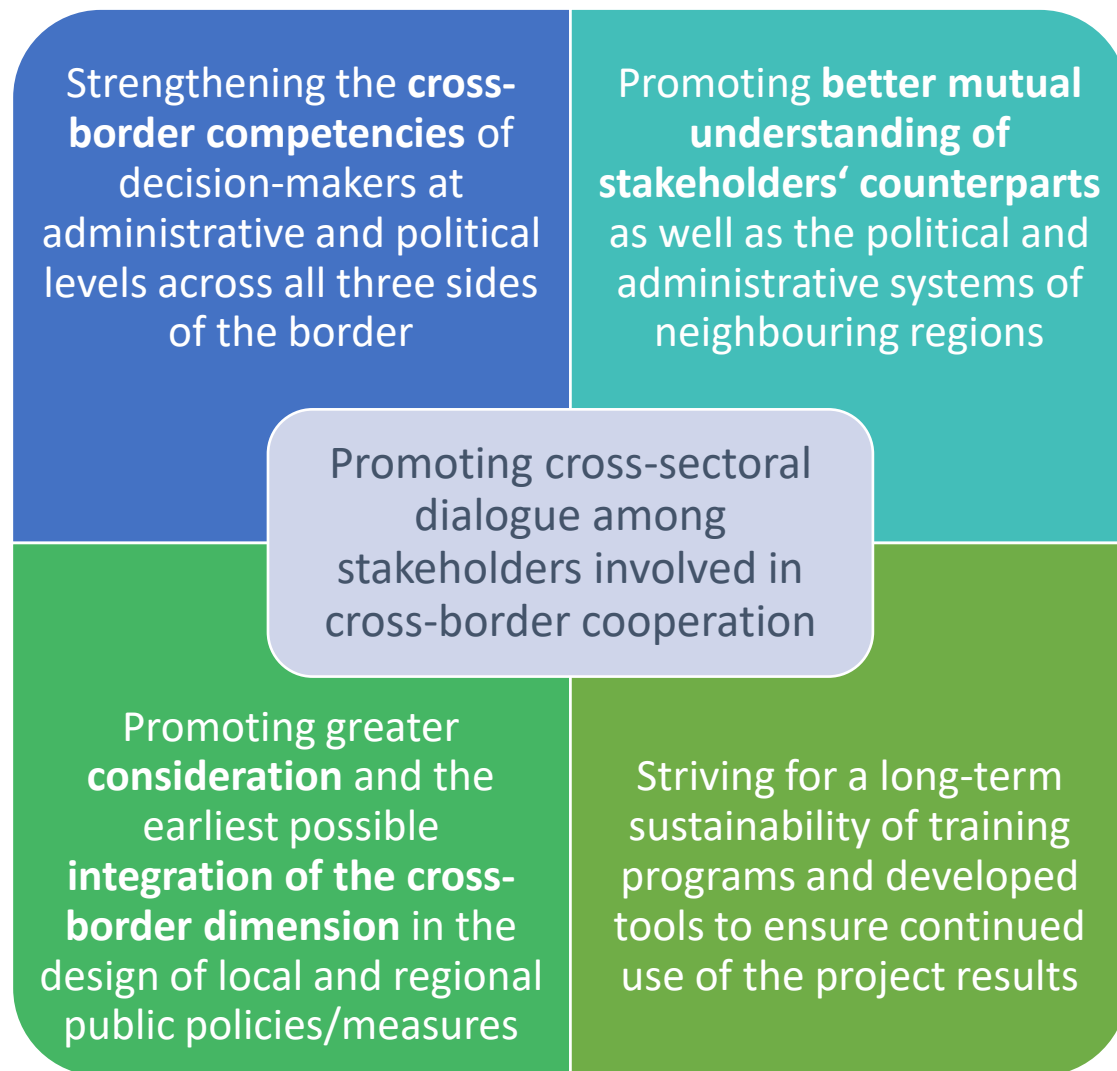 Strengthening the cross-
border competencies of
decision-makers at
administrative and political
levels across all three sides
of the border
Promoting better mutual
understanding of
stakeholders‘ counterparts
as well as the political and
administrative systems of
neighbouring regions
Promoting cross-sectoral
dialogue among
stakeholders involved in
cross-border cooperation
Promoting greater
consideration and the
earliest possible
integration of the cross-
border dimension in the
design of local and regional
public policies/measures
Striving for a long-term
sustainability of training
programs and developed
tools to ensure continued
use of the project results